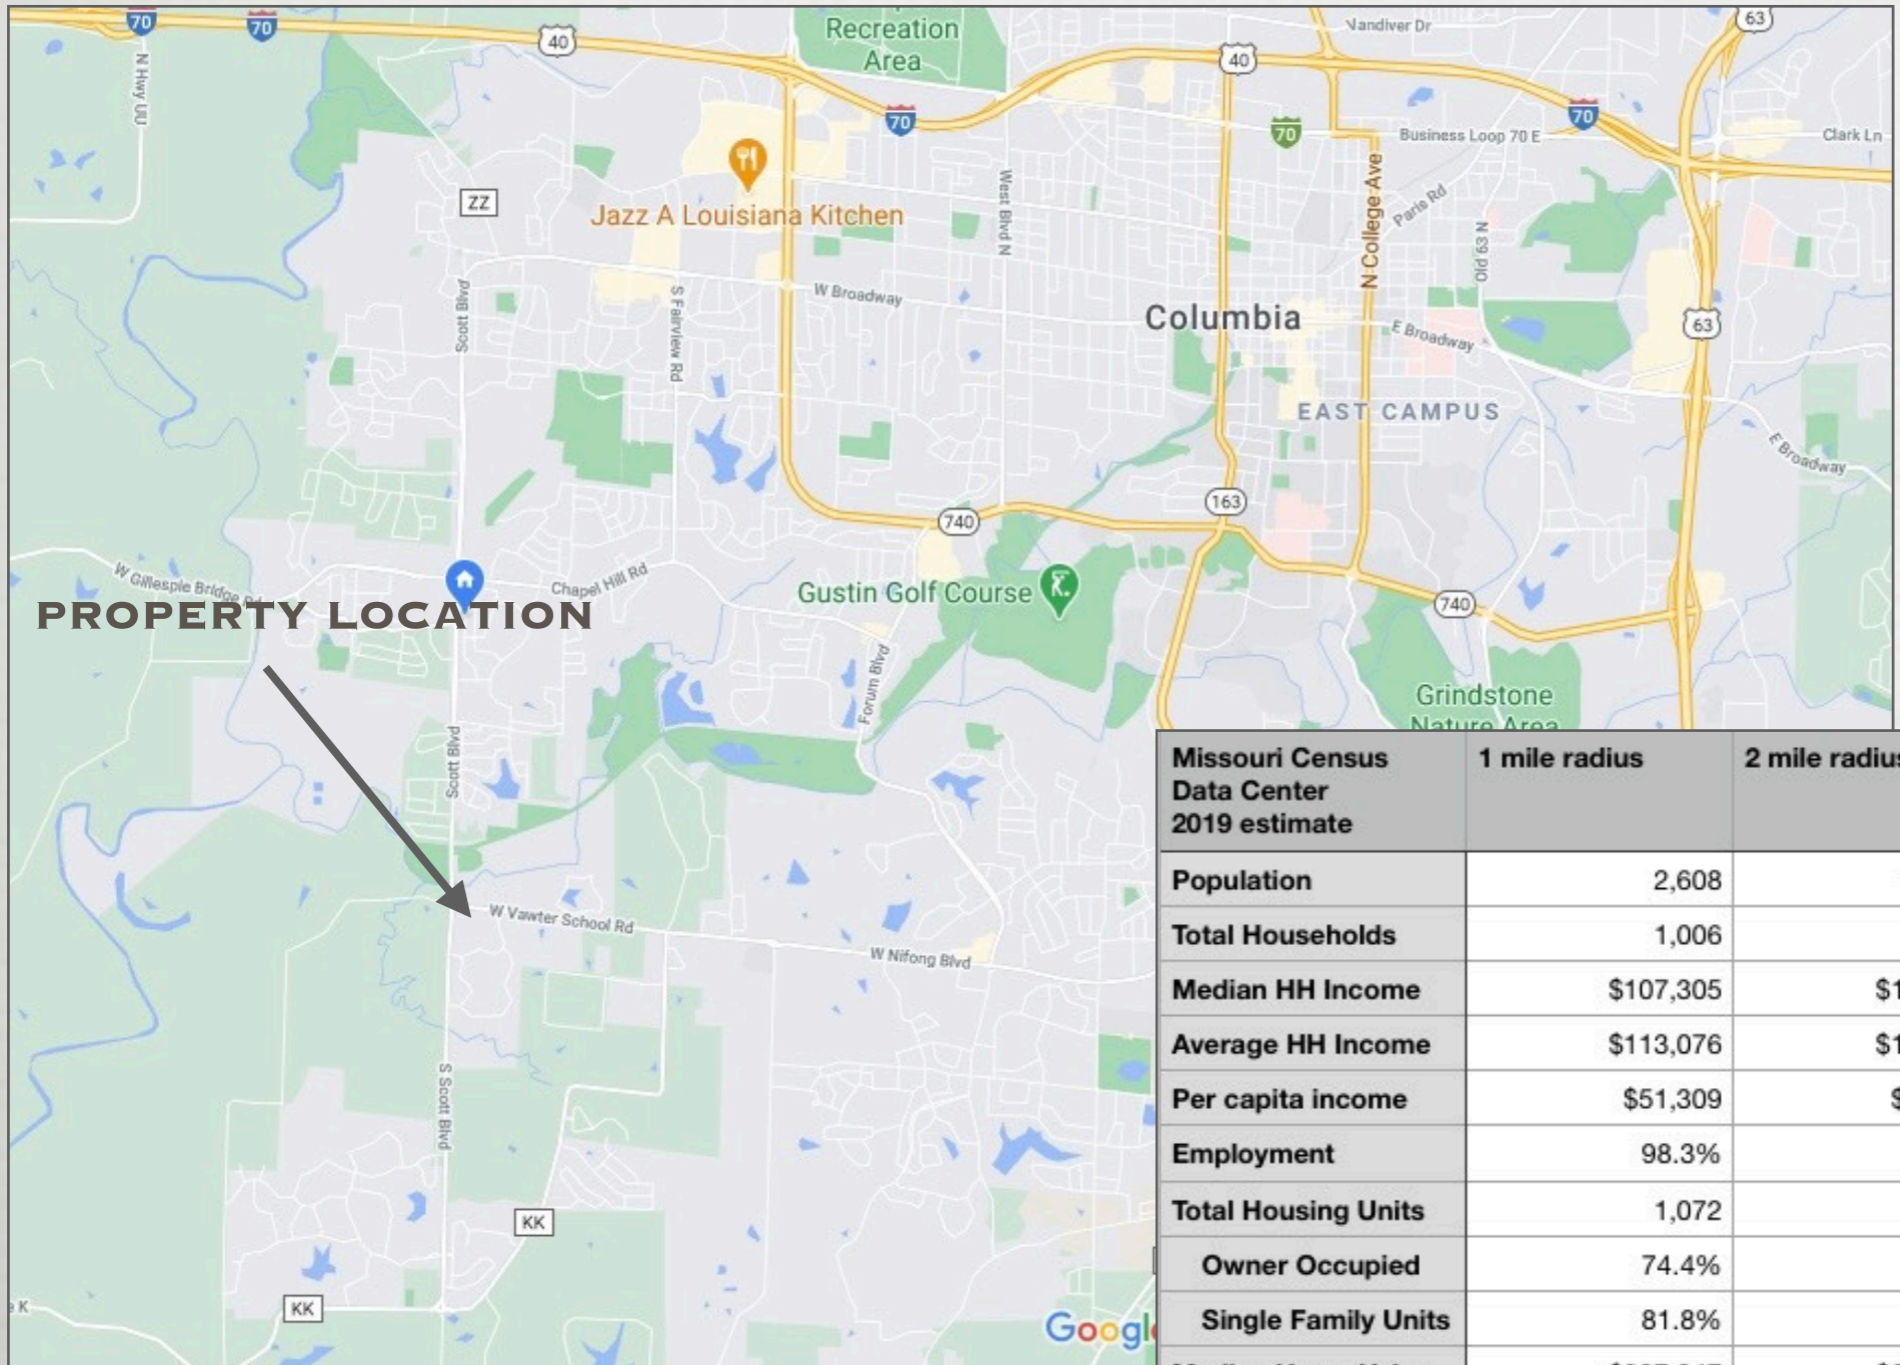 70
70
40
Recreation
Area
Vandiver Dr
63
40
N Hwy UU
70
70
Business Loop 70 E
70
Clark Ln
ZZ
Jazz A Louisiana Kitchen
West Blvd N
N College Ave
Paris Rd
Old 63 N
Scott Blvd
S Fairview Rd
W Broadway
Columbia
E Broadway
63
EAST CAMPUS
E Broadway
163
740
W Gillespie Bridge
Chapel Hill Rd
Gustin Golf Course
740
PROPERTY LOCATION
Forum Blvd
Grindstone
Nature Area
Scott Blvd
W Vawter School Rd
W Nifong Blvd
S Scott Blvd
KK
KK
K
Google
Missouri Census 1 mile radius 2 mile radius
Data Center
2019 estimate
Population 2,608
Total Households 1,006
Median HH Income $107,305 $1
Average HH Income $113,076 $1
Per capita income $51,309 $
Employment 98.3%
Total Housing Units 1,072
Owner Occupied 74.4%
Single Family Units 81.8%